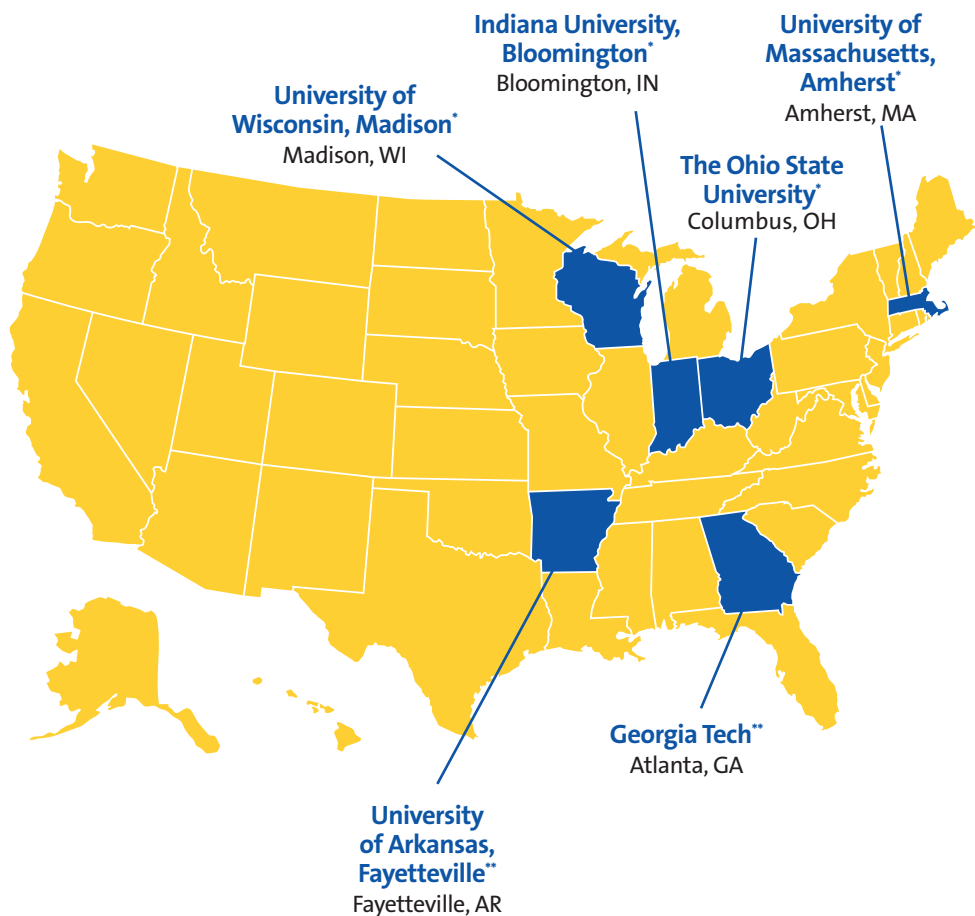 Indiana University,
Bloomington*
Bloomington, IN
University of
Massachusetts,
Amherst*
Amherst, MA
University of
Wisconsin, Madison*
Madison, WI
The Ohio State
University*
Columbus, OH
Georgia Tech**
Atlanta, GA
University
of Arkansas,
Fayetteville**
Fayetteville, AR